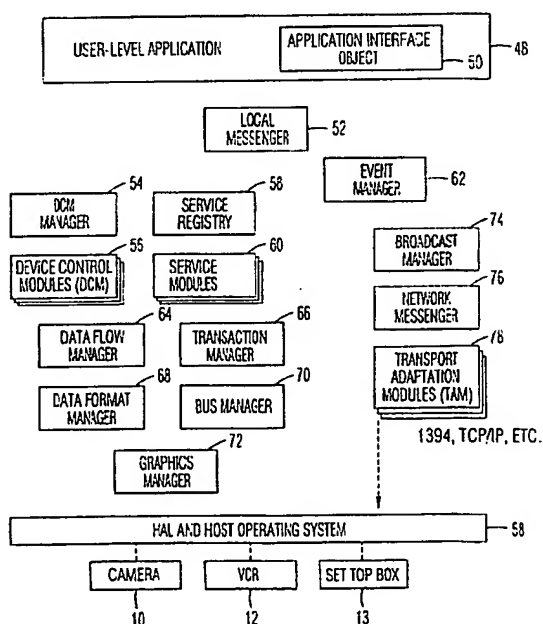 USER-LEVEL APPLICATION
APPLICATION INTERFACE
OBJECT
50
48
LOCAL
MESSENGER
52
EVENT
MANAGER
62
54
DCM
MANAGER
58
SERVICE
REGISTRY
74
BROADCAST
MANAGER
56
DEVICE CONTROL
MODULES (DCM)
60
SERVICE
MODULES
76
NETWORK
MESSENGER
64
DATA FLOW
MANAGER
66
TRANSACTION
MANAGER
78
TRANSPORT
ADAPTATION
MODULES (TAM)
68
DATA FORMAT
MANAGER
70
BUS MANAGER
1394, TCP/IP, ETC.
72
GRAPHICS
MANAGER
HAL AND HOST OPERATING SYSTEM
58
CAMERA
VCR
SET TOP BOX
10
12
13